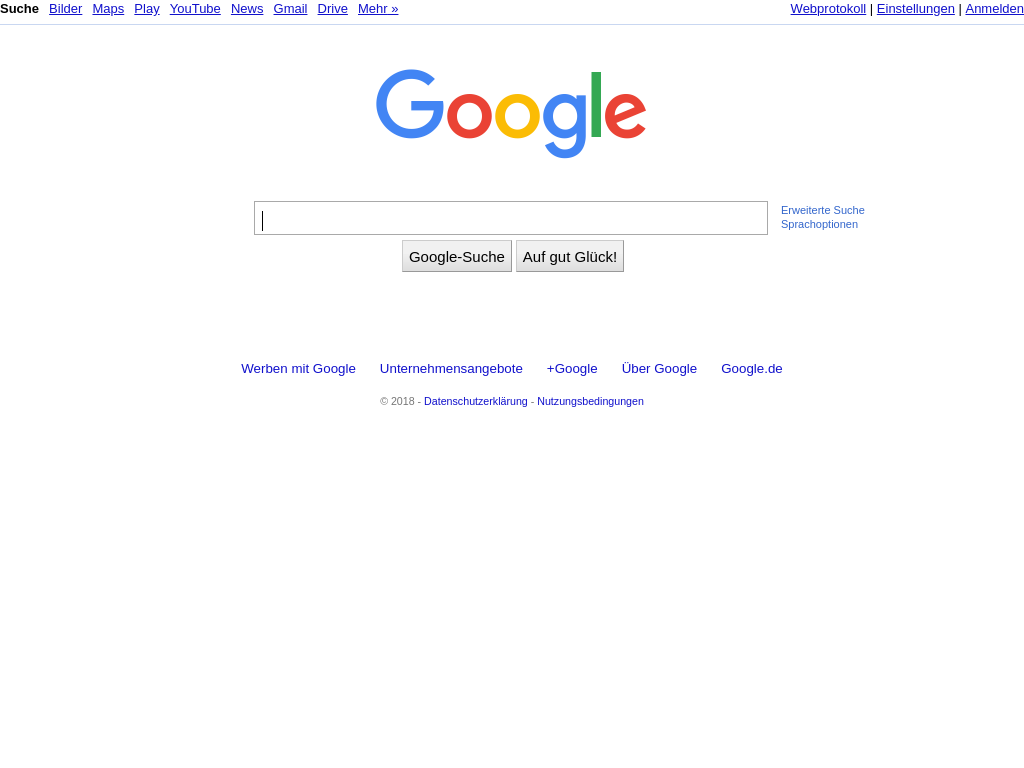 Suche Bilder Maps Play YouTube News Gmail Drive Mehr » Webprotokoll | Einstellungen | Anmelden
Google
Erweiterte Suche
Sprachoptionen
Google-Suche Auf gut Glück!
Werben mit Google Unternehmensangebote +Google Über Google Google.de
© 2018 - Datenschutzerklärung - Nutzungsbedingungen